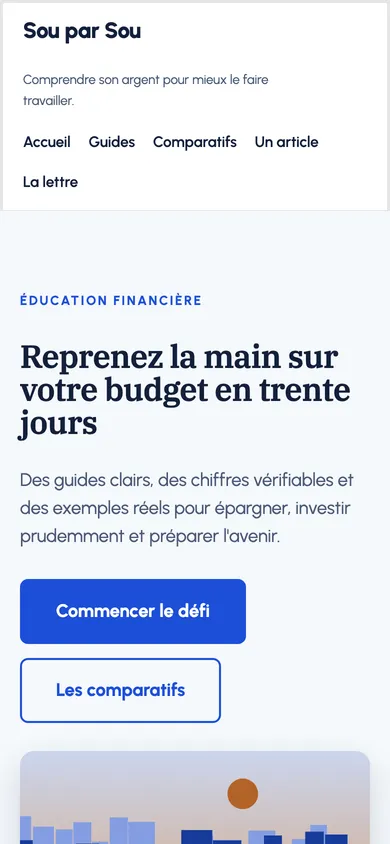 Sou par Sou
Comprendre son argent pour mieux le faire
travailler.
Accueil Guides Comparatifs Un article
La lettre
ÉDUCATION FINANCIÈRE
Reprenez la main sur
votre budget en trente
jours
Des guides clairs, des chiffres vérifiables et
des exemples réels pour épargner, investir
prudemment et préparer l'avenir.
Commencer le défi
Les comparatifs